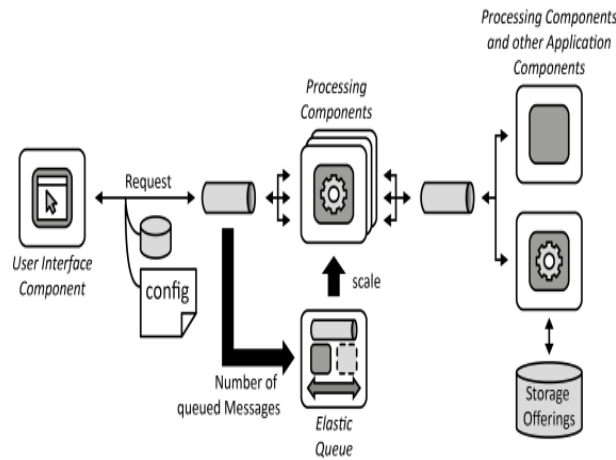 Processing Components
and other Application
Components
Processing
Components
Request
User Interface
Component
config
scale
Number of
queued Messages
Elastic
Queue
Storage
Offerings